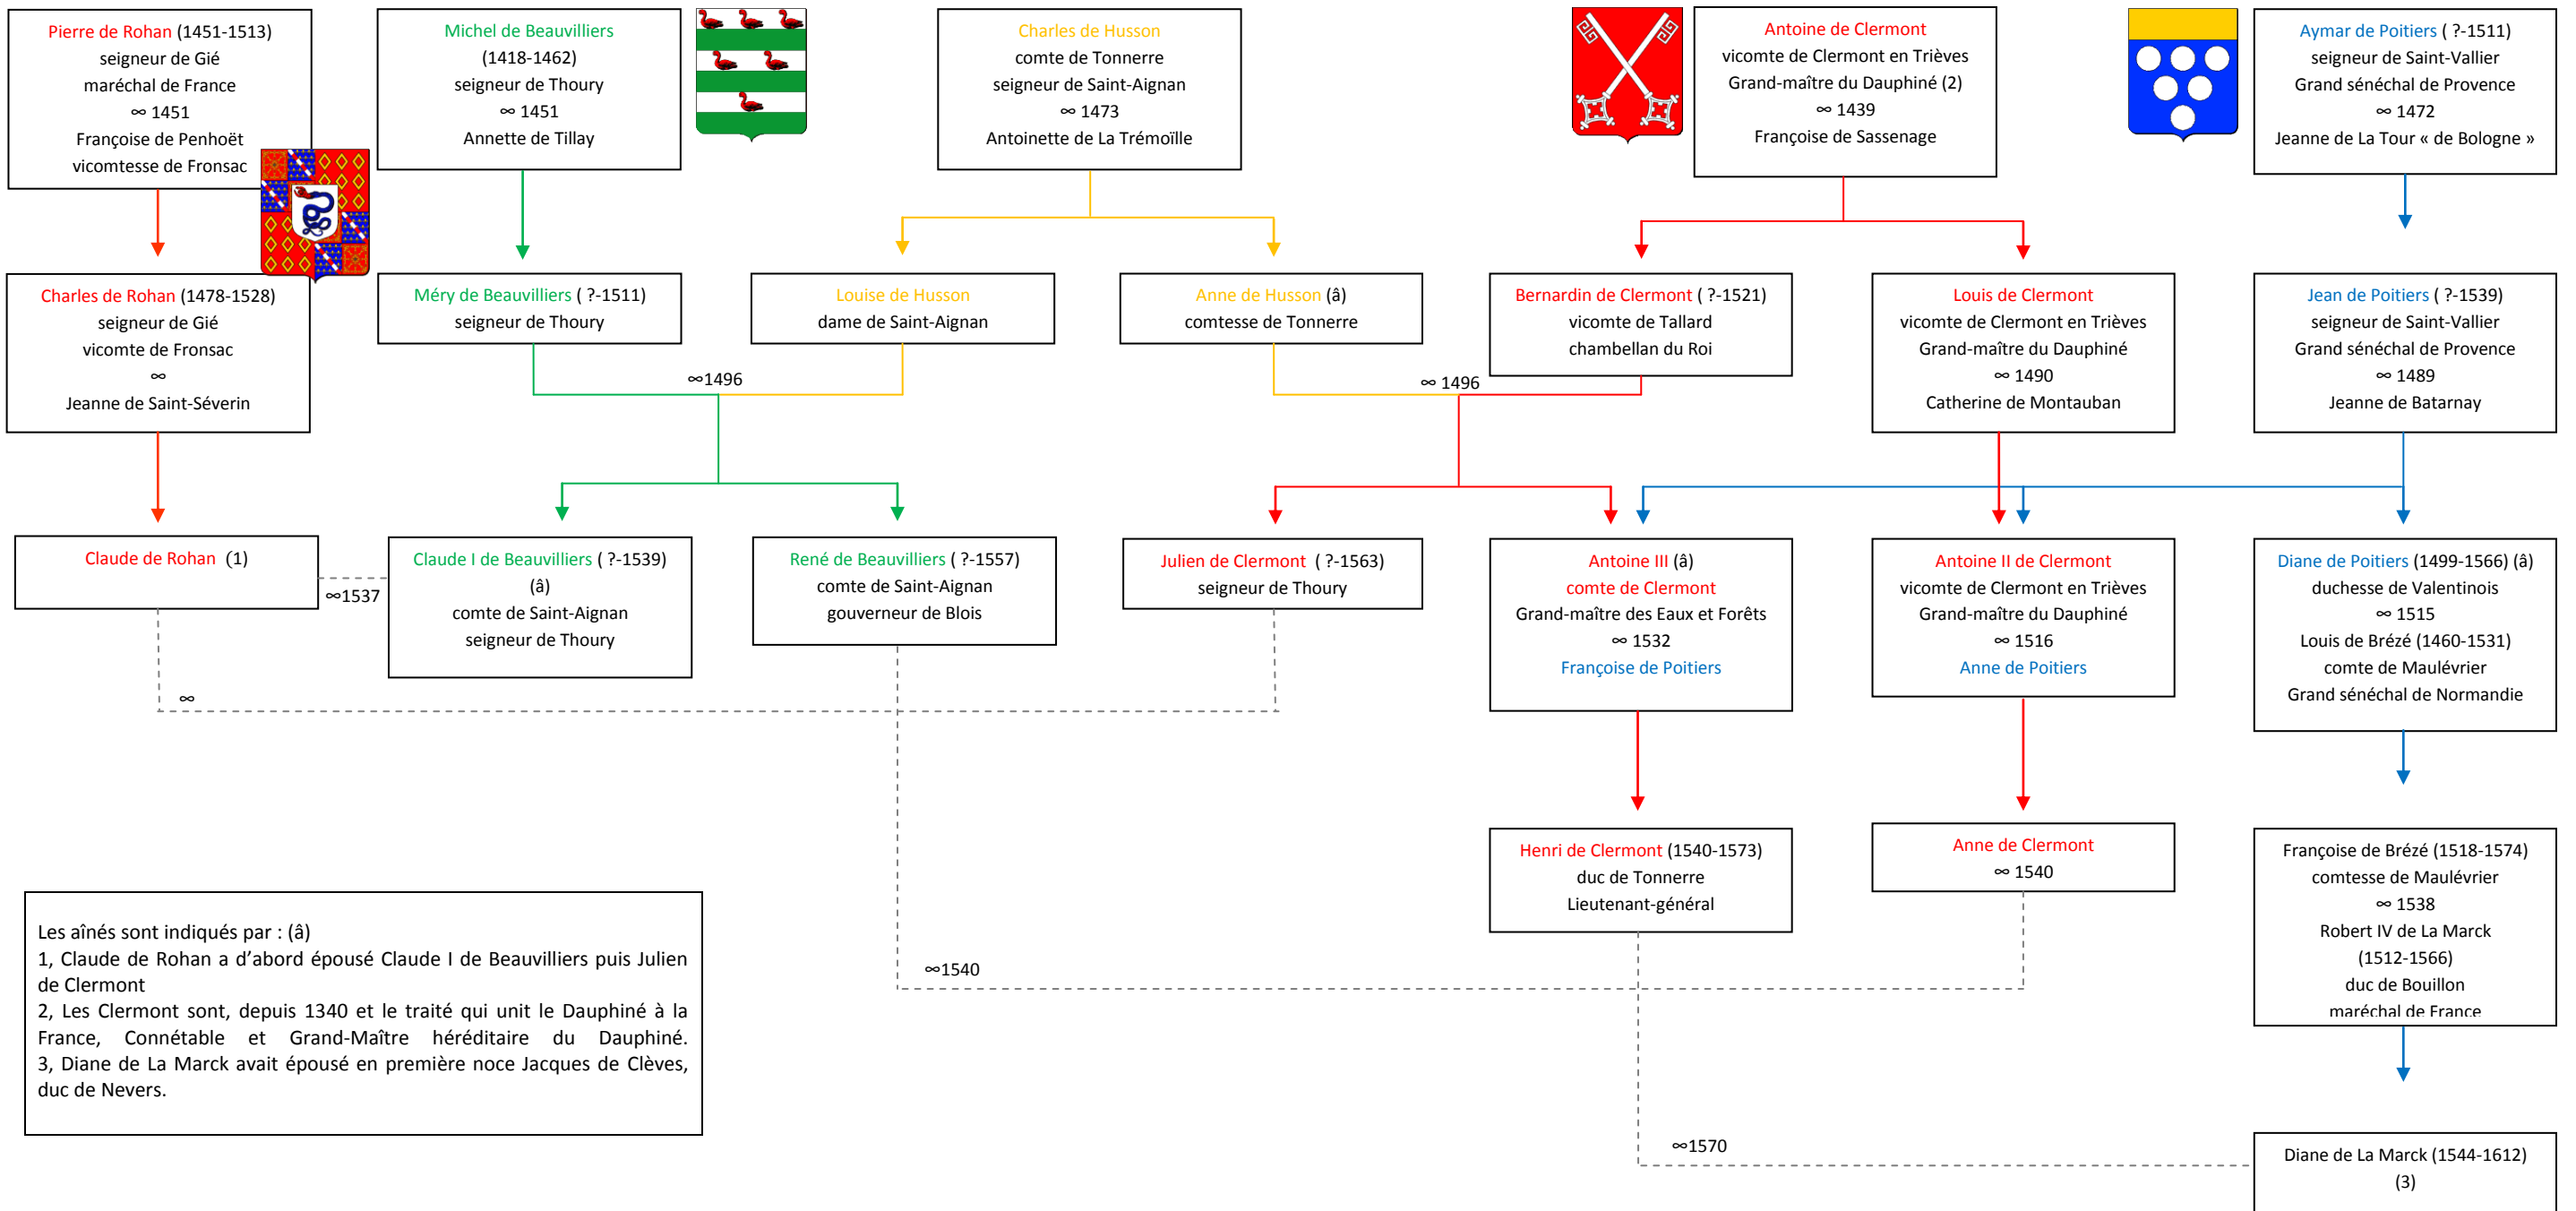 Pierre de Rohan (1451-1513)
seigneur de Gié
maréchal de France
∞ 1451
Françoise de Penhoët
vicomtesse de Fronsac
Michel de Beauvilliers
(1418-1462)
seigneur de Thoury
∞ 1451
Annette de Tillay
Charles de Husson
comte de Tonnerre
seigneur de Saint-Aignan
∞ 1473
Antoinette de La Trémoïlle
Antoine de Clermont
vicomte de Clermont en Trièves
Grand-maître du Dauphiné (2)
∞ 1439
Françoise de Sassenage
Aymar de Poitiers ( ?-1511)
seigneur de Saint-Vallier
Grand sénéchal de Provence
∞ 1472
Jeanne de La Tour « de Bologne »
Charles de Rohan (1478-1528)
seigneur de Gié
vicomte de Fronsac
∞
Jeanne de Saint-Séverin
Méry de Beauvilliers ( ?-1511)
seigneur de Thoury
Louise de Husson
dame de Saint-Aignan
∞1496
Anne de Husson (â)
comtesse de Tonnerre
∞ 1496
Bernardin de Clermont ( ?-1521)
vicomte de Tallard
chambellan du Roi
Louis de Clermont
vicomte de Clermont en Trièves
Grand-maître du Dauphiné
∞ 1490
Catherine de Montauban
Jean de Poitiers ( ?-1539)
seigneur de Saint-Vallier
Grand sénéchal de Provence
∞ 1489
Jeanne de Batarnay
Claude de Rohan (1)
∞1537
Claude I de Beauvilliers ( ?-1539)
(â)
comte de Saint-Aignan
seigneur de Thoury
René de Beauvilliers ( ?-1557)
comte de Saint-Aignan
gouverneur de Blois
Julien de Clermont ( ?-1563)
seigneur de Thoury
Antoine III (â)
comte de Clermont
Grand-maître des Eaux et Forêts
∞ 1532
Françoise de Poitiers
Antoine II de Clermont
vicomte de Clermont en Trièves
Grand-maître du Dauphiné
∞ 1516
Anne de Poitiers
Diane de Poitiers (1499-1566) (â)
duchesse de Valentinois
∞ 1515
Louis de Brézé (1460-1531)
comte de Maulévrier
Grand sénéchal de Normandie
∞
Henri de Clermont (1540-1573)
duc de Tonnerre
Lieutenant-général
Anne de Clermont
∞ 1540
Françoise de Brézé (1518-1574)
comtesse de Maulévrier
∞ 1538
Robert IV de La Marck
(1512-1566)
duc de Bouillon
maréchal de France
∞1540
Les aînés sont indiqués par : (â)
1, Claude de Rohan a d’abord épousé Claude I de Beauvilliers puis Julien
de Clermont
2, Les Clermont sont, depuis 1340 et le traité qui unit le Dauphiné à la
France, Connétable et Grand-Maître héréditaire du Dauphiné.
3, Diane de La Marck avait épousé en première noce Jacques de Clèves,
duc de Nevers.
∞1570
Diane de La Marck (1544-1612)
(3)